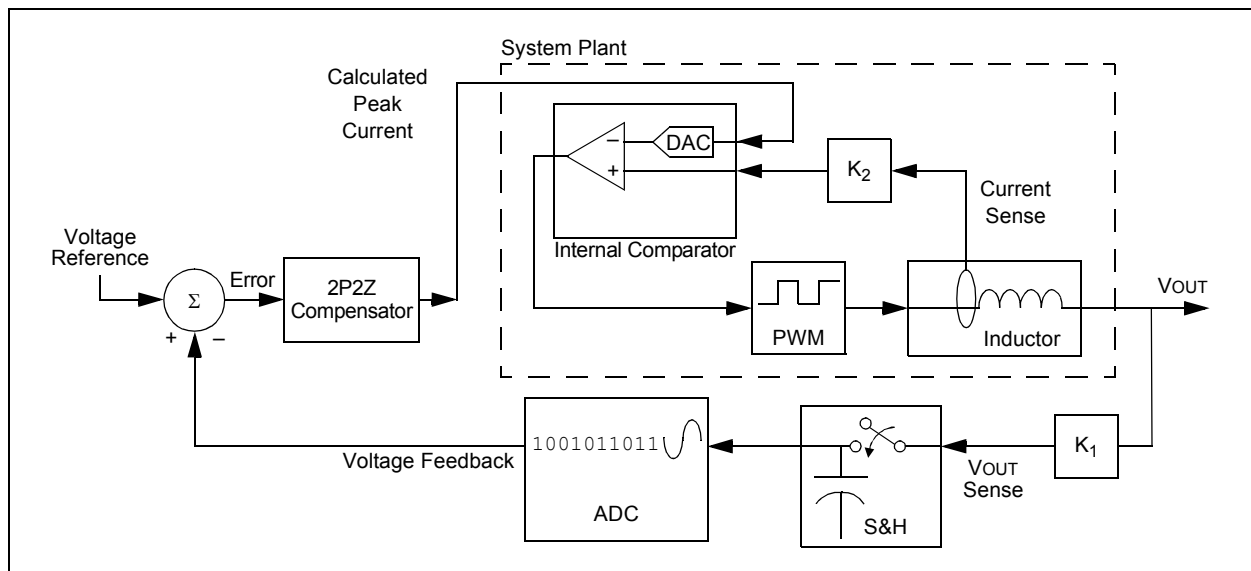 System Plant
Calculated
Peak
Current
DAC
−
+
K2
Current
Sense
Internal Comparator
Voltage
Reference
Error
Σ
2P2Z
Compensator
+
−
PWM
Inductor
VOUT
1001011011
Voltage Feedback
ADC
VOUT
Sense
K1
S&H